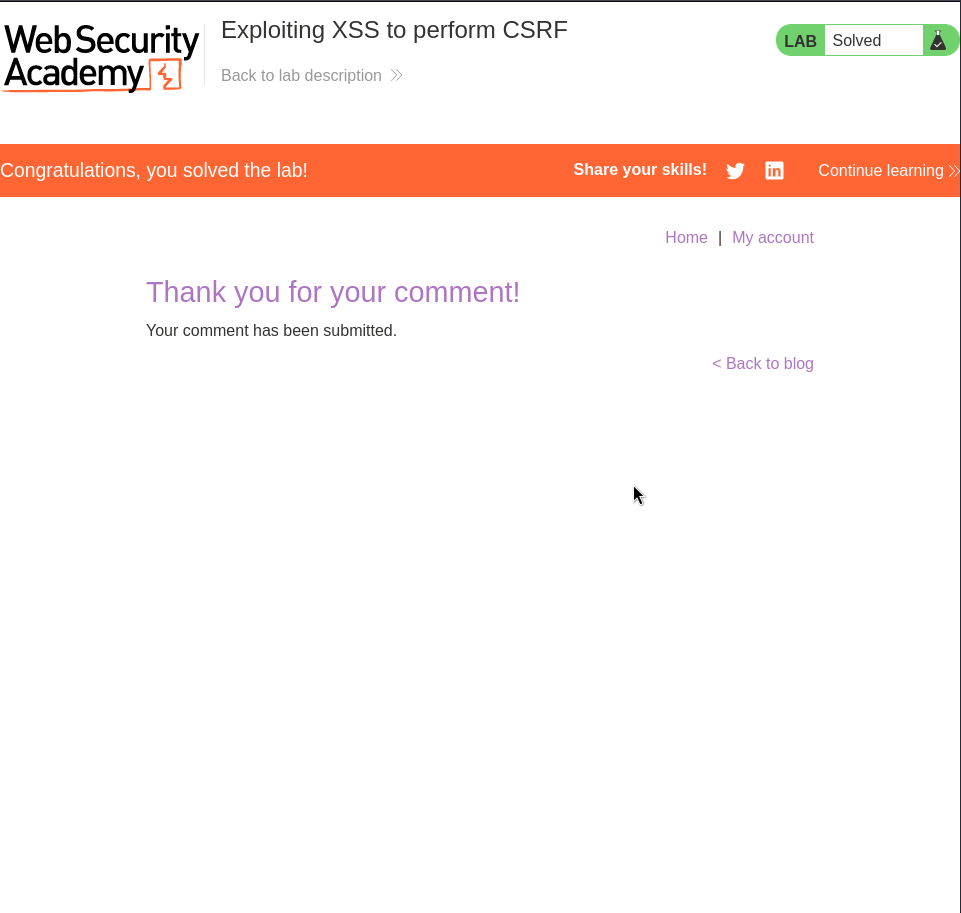 Web Security
Academy
Exploiting XSS to perform CSRF
Back to lab description
LAB Solved
Congratulations, you solved the lab!
Share your skills!
Continue learning
Home | My account
Thank you for your comment!
Your comment has been submitted.
< Back to blog